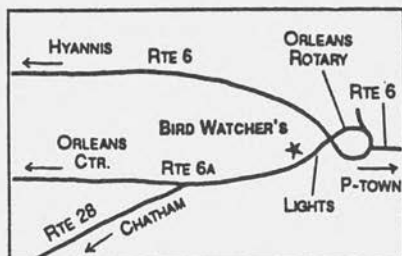 HYANNIS
RTE 6
ORLEANS
ROTARY
RTE 6
BIRD WATCHER'S
ORLEANS
CTR.
RTE 6A
P-TOWN
LIGHTS
RTE 28
CHATHAM